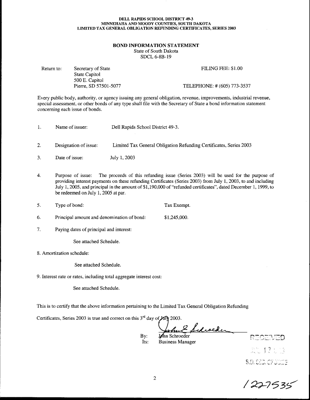 DELL RAPIDS SCHOOL DISTRICT 49-3
MINNEHAHA AND MOODY COUNTIES, SOUTH DAKOTA
LIMITED TAX GENERAL OBLIGATION REFUNDING CERTIFICATES, SERIES 2003
BOND INFORMATION STATEMENT
State of South Dakota
SDCL 6-8B-19
Return to: Secretary of State FILING FEE: $1.00
State Capitol
500 E. Capitol
Pierre, SD 57501-5077 TELEPHONE: # (605) 773-3537
Every public body, authority, or agency issuing any general obligation, revenue, improvements, industrial revenue,
special assessment, or other bonds of any type shall file with the Secretary of State a bond information statement
concerning each issue of bonds.
1. Name of issuer: Dell Rapids School District 49-3.
2. Designation of issue: Limited Tax General Obligation Refunding Certificates, Series 2003
3. Date of issue: July 1, 2003
4. Purpose of issue: The proceeds of this refunding issue (Series 2003) will be used for the purpose of
providing interest payments on these refunding Certificates (Series 2003) from July 1, 2003, to and including
July 1, 2005, and principal in the amount of $1,190,000 of "refunded certificates", dated December 1, 1999, to
be redeemed on July 1, 2005 at par.
5. Type of bond: Tax Exempt.
6. Principal amount and denomination of bond: $1,245,000.
7. Paying dates of principal and interest:
See attached Schedule.
8. Amortization schedule:
See attached Schedule.
9. Interest rate or rates, including total aggregate interest cost:
See attached Schedule.
This is to certify that the above information pertaining to the Limited Tax General Obligation Refunding
Certificates, Series 2003 is true and correct on this 3rd day of July 2003.
John E Schroeder
By: John Schroeder
Its: Business Manager
RECEIVED
S.D. SEC. OF STATE
2
1227535